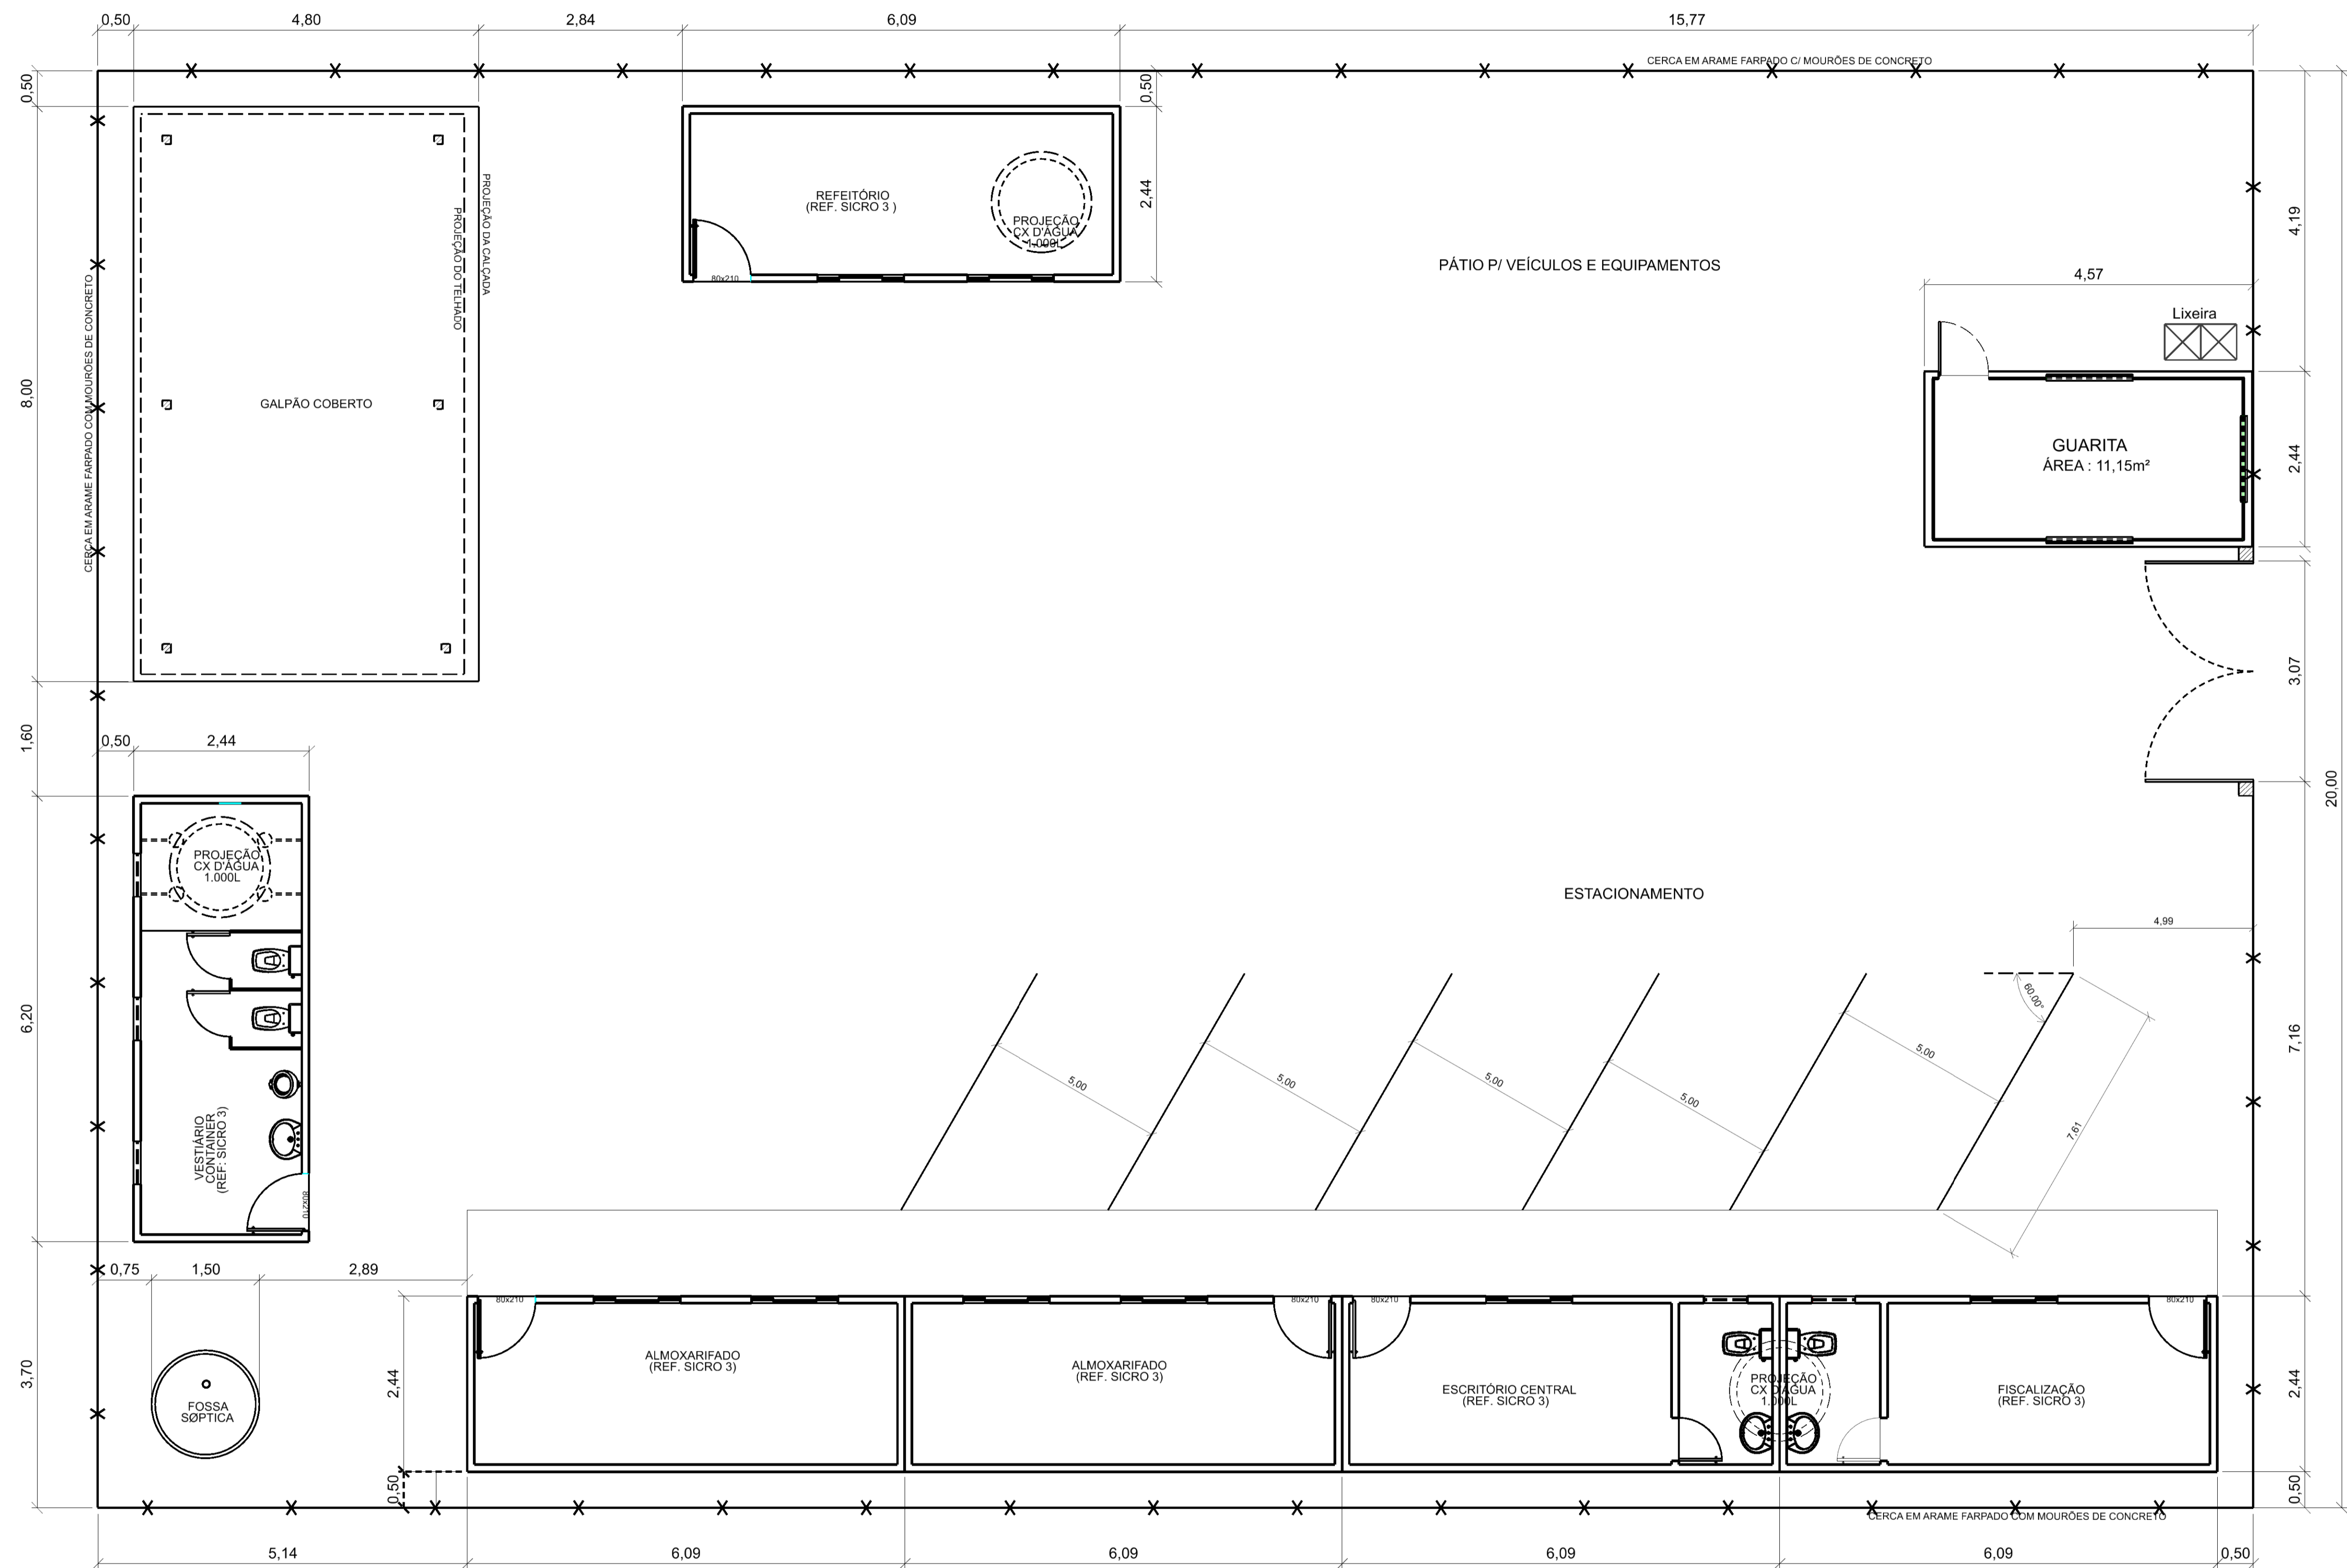 0,50
4,80
2,84
6,09
15,77
CERCA EM ARAME FARPADO C/ MOURÕES DE CONCRETO
0,50
0,50
REFEITÓRIO
(REF. SICRO 3 )
PROJEÇÃO
CX D'ÁGUA
1.000L
80x210
2,44
PROJEÇÃO DA CALÇADA
PROJEÇÃO DO TELHADO
PÁTIO P/ VEÍCULOS E EQUIPAMENTOS
4,19
4,57
Lixeira
CERCA EM ARAME FARPADO COM MOURÕES DE CONCRETO
8,00
GALPÃO COBERTO
GUARITA
ÁREA : 11,15m²
2,44
3,07
1,60
0,50
2,44
20,00
PROJEÇÃO
CX D'ÁGUA
1.000L
ESTACIONAMENTO
4,99
60.00°
6,20
7,16
5,00
5,00
5,00
5,00
5,00
7,61
VESTIÁRIO
CONTAINER
(REF: SICRO 3)
80x210
0,75
1,50
2,89
80x210
80x210
80x210
80x210
3,70
FOSSA
SØPTICA
2,44
ALMOXARIFADO
(REF. SICRO 3)
ALMOXARIFADO
(REF. SICRO 3)
ESCRITÓRIO CENTRAL
(REF. SICRO 3)
PROJEÇÃO
CX D'ÁGUA
1.000L
FISCALIZAÇÃO
(REF. SICRO 3)
2,44
0,50
0,50
CERCA EM ARAME FARPADO COM MOURÕES DE CONCRETO
5,14
6,09
6,09
6,09
6,09
0,50